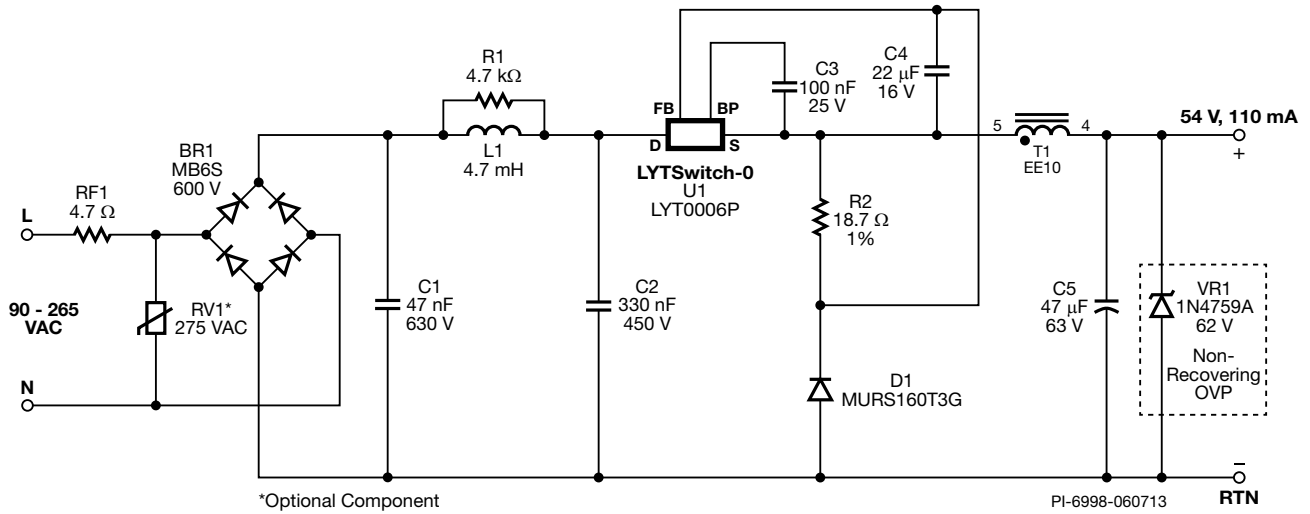 R1
4.7 kΩ
L1
4.7 mH
BR1
MB6S
600 V
RF1
4.7 Ω
L
90 - 265
VAC
RV1*
275 VAC
N
C1
47 nF
630 V
C2
330 nF
450 V
FB
BP
D
S
LYTSwitch-0
U1
LYT0006P
C3
100 nF
25 V
C4
22 µF
16 V
R2
18.7 Ω
1%
D1
MURS160T3G
5
4
T1
EE10
54 V, 110 mA
+
C5
47 µF
63 V
VR1
1N4759A
62 V
Non-
Recovering
OVP
–
RTN
*Optional Component
PI-6998-060713